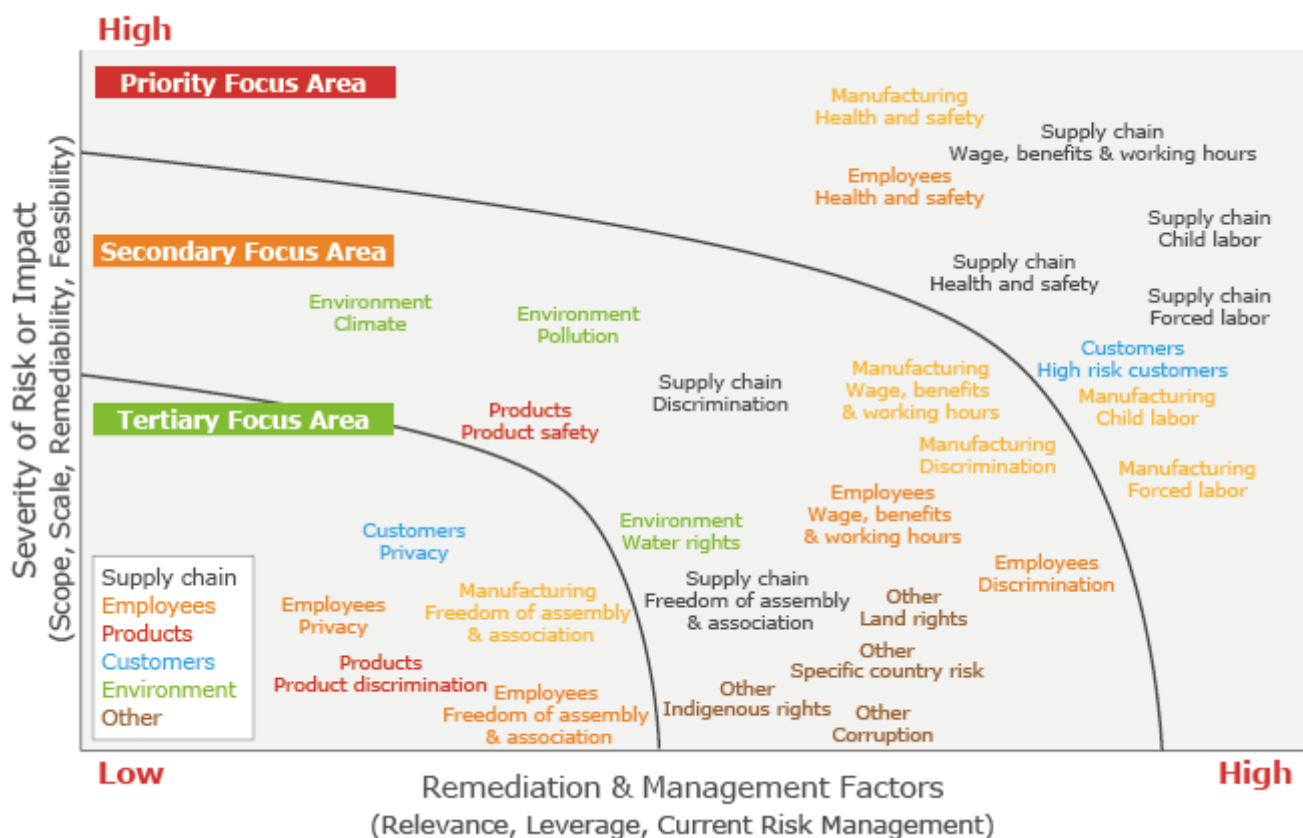 High
Priority Focus Area
Manufacturing
Health and safety
Supply chain
Wage, benefits & working hours
Employees
Health and safety
Supply chain
Child labor
Secondary Focus Area
Supply chain
Health and safety
Environment
Climate
Environment
Pollution
Supply chain
Forced labor
Customers
High risk customers
Manufacturing
Wage, benefits
& working hours
Supply chain
Discrimination
Manufacturing
Child labor
Tertiary Focus Area
Products
Product safety
Manufacturing
Discrimination
Manufacturing
Forced labor
Employees
Wage, benefits
& working hours
Environment
Water rights
Customers
Privacy
Employees
Discrimination
Supply chain
Freedom of assembly
& association
Manufacturing
Freedom of assembly
& association
Other
Land rights
Employees
Privacy
Other
Specific country risk
Products
Product discrimination
Other
Indigenous rights
Employees
Freedom of assembly
& association
Other
Corruption
Supply chain
Employees
Products
Customers
Environment
Other
Severity of Risk or Impact
(Scope, Scale, Remediability, Feasibility)
Low
High
Remediation & Management Factors
(Relevance, Leverage, Current Risk Management)